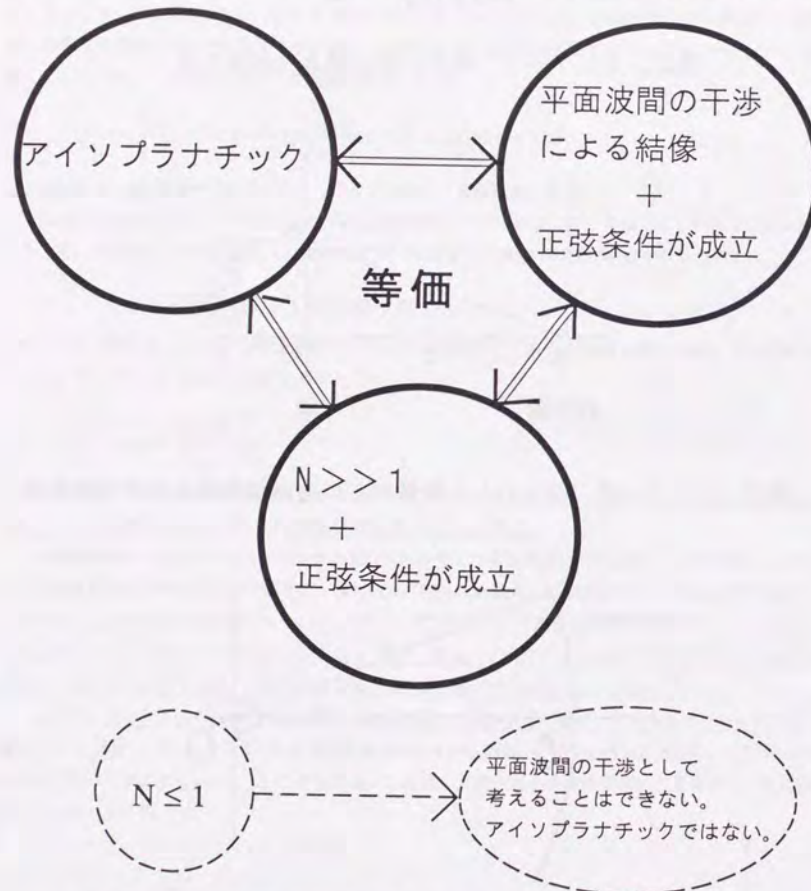 アイソプラナチック
平面波間の干渉
による結像
+
正弦条件が成立
等価
N>>1
+
正弦条件が成立
N≤1
平面波間の干渉として
考えることはできない。
アイソプラナチックではない。